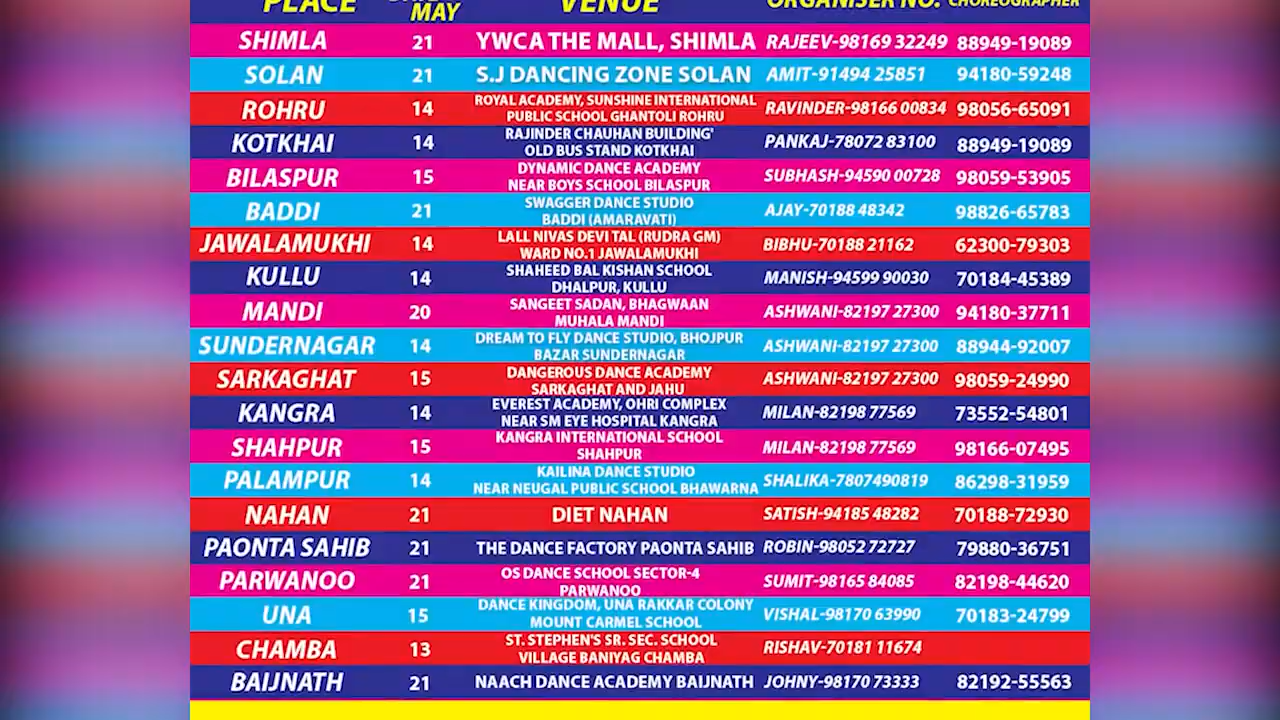 PLACE MAY VENUE ORGANISER NO. CHOREOGRAPHER
SHIMLA 21 YWCA THE MALL, SHIMLA RAJEEV-98169 32249 88949-19089
SOLAN 21 S.J DANCING ZONE SOLAN AMIT-91494 25851 94180-59248
ROHRU 14 ROYAL ACADEMY, SUNSHINE INTERNATIONAL
PUBLIC SCHOOL GHANTOLI ROHRU RAVINDER-98166 00834 98056-65091
KOTKHAI 14 RAJINDER CHAUHAN BUILDING'
OLD BUS STAND KOTKHAI PANKAJ-78072 83100 88949-19089
BILASPUR 15 DYNAMIC DANCE ACADEMY
NEAR BOYS SCHOOL BILASPUR SUBHASH-94590 00728 98059-53905
BADDI 21 SWAGGER DANCE STUDIO
BADDI (AMARAVATI) AJAY-70188 48342 98826-65783
JAWALAMUKHI 14 LALL NIVAS DEVI TAL (RUDRA GM)
WARD NO.1 JAWALAMUKHI BIBHU-70188 21162 62300-79303
KULLU 14 SHAHEED BAL KISHAN SCHOOL
DHALPUR, KULLU MANISH-94599 90030 70184-45389
MANDI 20 SANGEET SADAN, BHAGWAAN
MUHALA MANDI ASHWANI-82197 27300 94180-37711
SUNDERNAGAR 14 DREAM TO FLY DANCE STUDIO, BHOJPUR
BAZAR SUNDERNAGAR ASHWANI-82197 27300 88944-92007
SARKAGHAT 15 DANGEROUS DANCE ACADEMY
SARKAGHAT AND JAHU ASHWANI-82197 27300 98059-24990
KANGRA 14 EVEREST ACADEMY, OHRI COMPLEX
NEAR SM EYE HOSPITAL KANGRA MILAN-82198 77569 73552-54801
SHAHPUR 15 KANGRA INTERNATIONAL SCHOOL
SHAHPUR MILAN-82198 77569 98166-07495
PALAMPUR 14 KAILINA DANCE STUDIO
NEAR NEUGAL PUBLIC SCHOOL BHAWARNA SHALIKA-7807490819 86298-31959
NAHAN 21 DIET NAHAN SATISH-94185 48282 70188-72930
PAONTA SAHIB 21 THE DANCE FACTORY PAONTA SAHIB ROBIN-98052 72727 79880-36751
PARWANOO 21 OS DANCE SCHOOL SECTOR-4
PARWANOO SUMIT-98165 84085 82198-44620
UNA 15 DANCE KINGDOM, UNA RAKKAR COLONY
MOUNT CARMEL SCHOOL VISHAL-98170 63990 70183-24799
CHAMBA 13 ST. STEPHEN'S SR. SEC. SCHOOL
VILLAGE BANIYAG CHAMBA RISHAV-70181 11674
BAIJNATH 21 NAACH DANCE ACADEMY BAIJNATH JOHNY-98170 73333 82192-55563